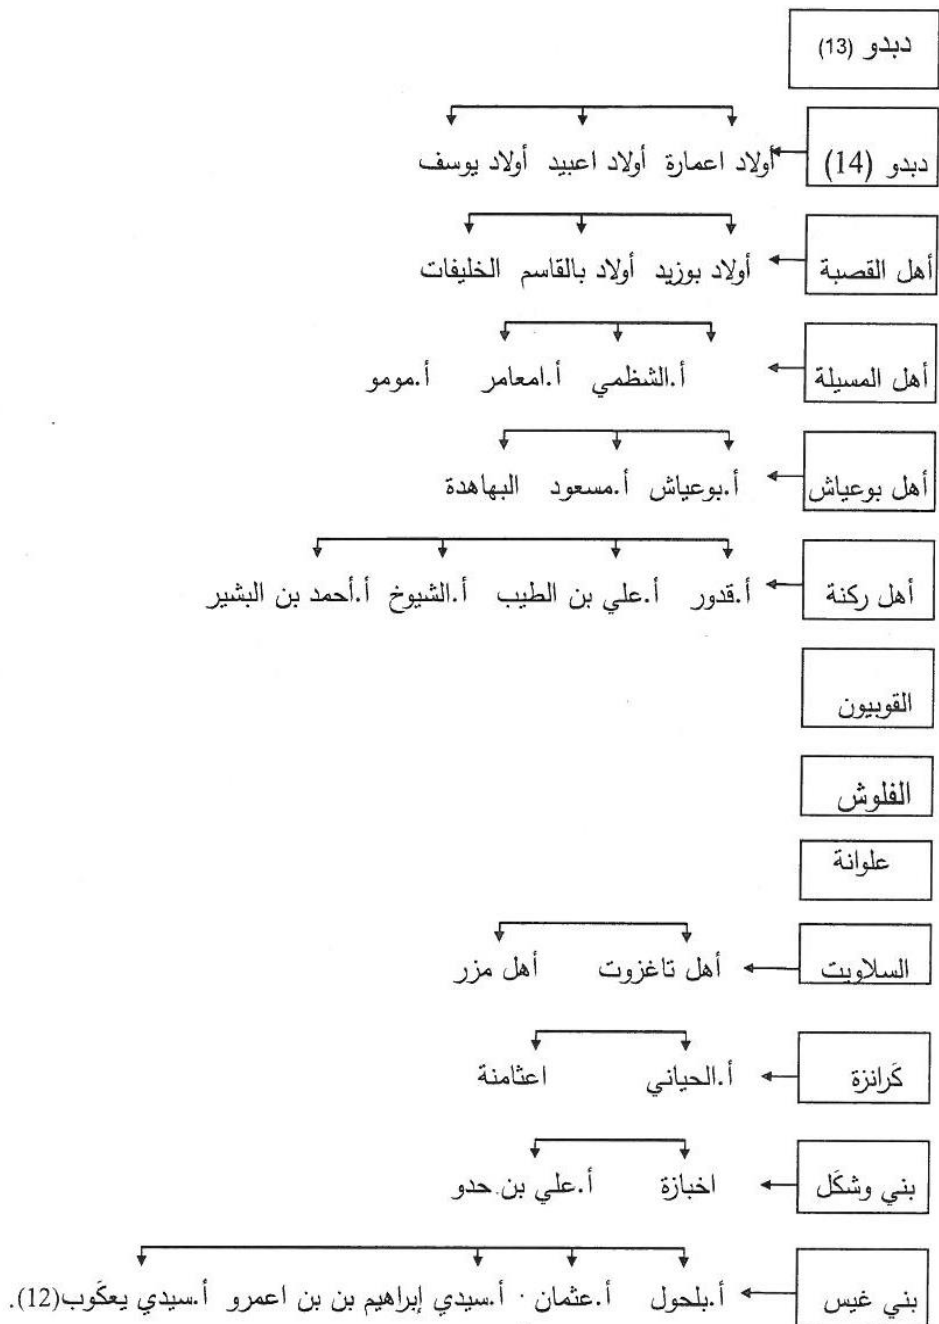 دبدو (13)
دبدو (14) أولاد اعمارة أولاد اعبيد أولاد يوسف
أهل القصبة أولاد بوزيد أولاد بالقاسم الخليفات
أهل المسيلة أ.الشظمي أ.امعامر أ.مومو
أهل بوعياش أ.بوعياش أ.مسعود البهاهدة
أهل ركنة أ.قدور أ.علي بن الطيب أ.الشيوخ أ.أحمد بن البشير
القوبيون
الفلوش
علوانة
السلاويت أهل تاغزوت أهل مزر
كَرانزة أ.الحياني اعثامنة
بني وشكَل اخبازة أ.علي بن حدو
بني غيس أ.بلحول أ.عثمان أ.سيدي إبراهيم بن بن اعمرو أ.سيدي يعكَوب(12).